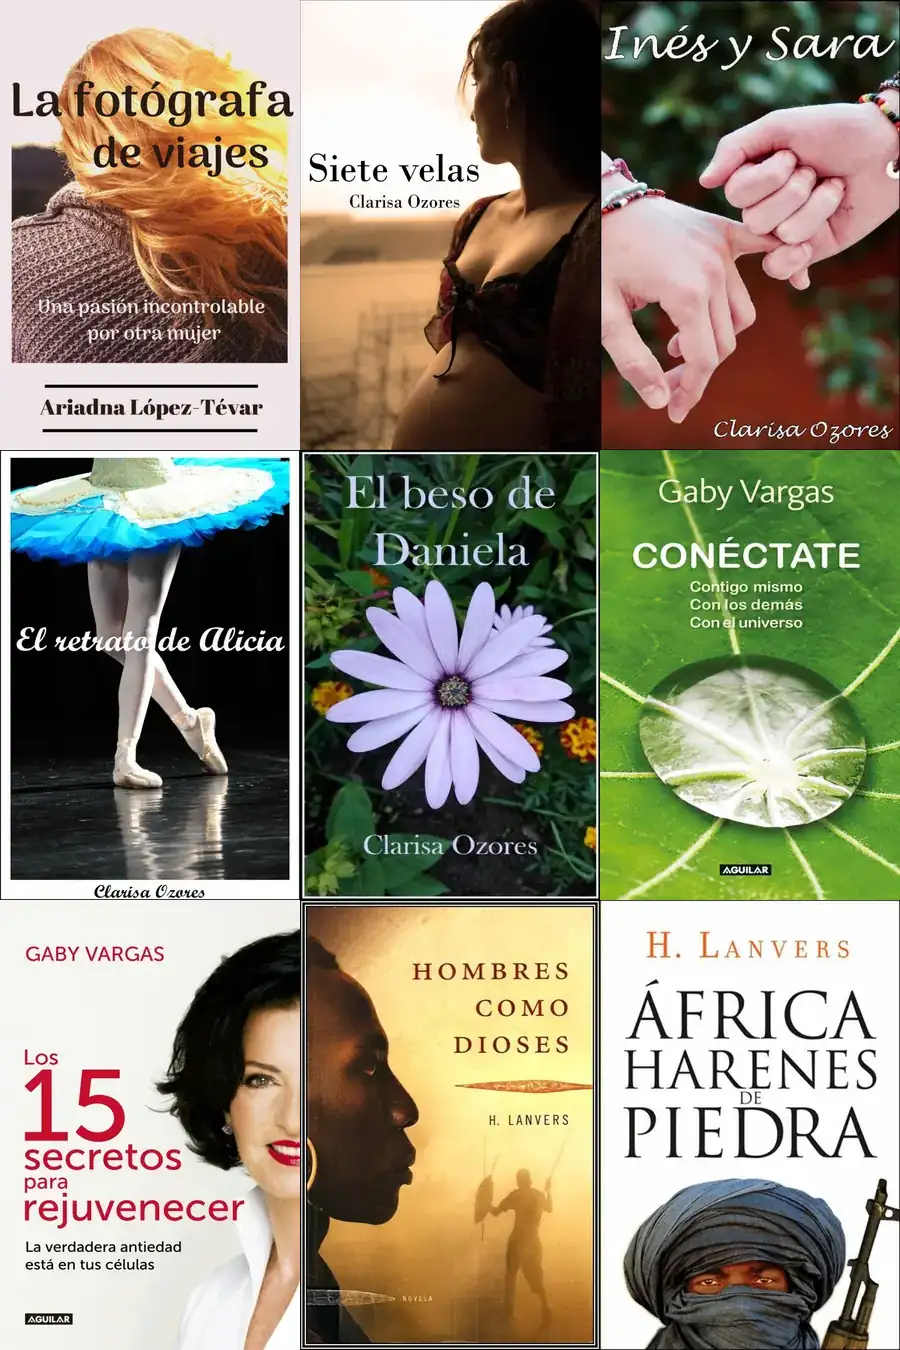 La fotógrafa
de viajes
Una pasión incontrolable
por otra mujer
Ariadna López-Tévar
Siete velas
Clarisa Ozores
Inés y Sara
Clarisa Ozores
El retrato de Alicia
Clarisa Ozores
El beso de
Daniela
Clarisa Ozores
Gaby Vargas
CONÉCTATE
Contigo mismo
Con los demás
Con el universo
AGUILAR
GABY VARGAS
Los
15
secretos
para
rejuvenecer
La verdadera antiedad
está en tus células
AGUILAR
HOMBRES
COMO
DIOSES
H. LANVERS
NOVELA
H. LANVERS
ÁFRICA
HARENES
DE
PIEDRA